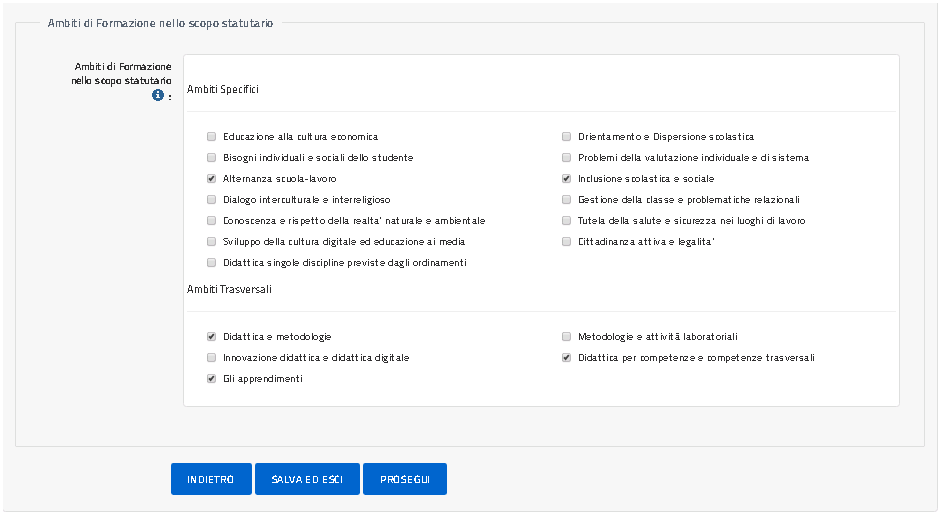 Ambiti di Formazione nello scopo statutario
Ambiti di Formazione
nello scopo statutario
:
Ambiti Specifici
Educazione alla cultura economica
Orientamento e Dispersione scolastica
Bisogni individuali e sociali dello studente
Problemi della valutazione individuale e di sistema
Alternanza scuola-lavoro
Inclusione scolastica e sociale
Dialogo interculturale e interreligioso
Gestione della classe e problematiche relazionali
Conoscenza e rispetto della realta' naturale e ambientale
Tutela della salute e sicurezza nei luoghi di lavoro
Sviluppo della cultura digitale ed educazione ai media
Cittadinanza attiva e legalita'
Didattica singole discipline previste dagli ordinamenti
Ambiti Trasversali
Didattica e metodologie
Metodologie e attività laboratoriali
Innovazione didattica e didattica digitale
Didattica per competenze e competenze trasversali
Gli apprendimenti
INDIETRO
SALVA ED ESCI
PROSEGUI